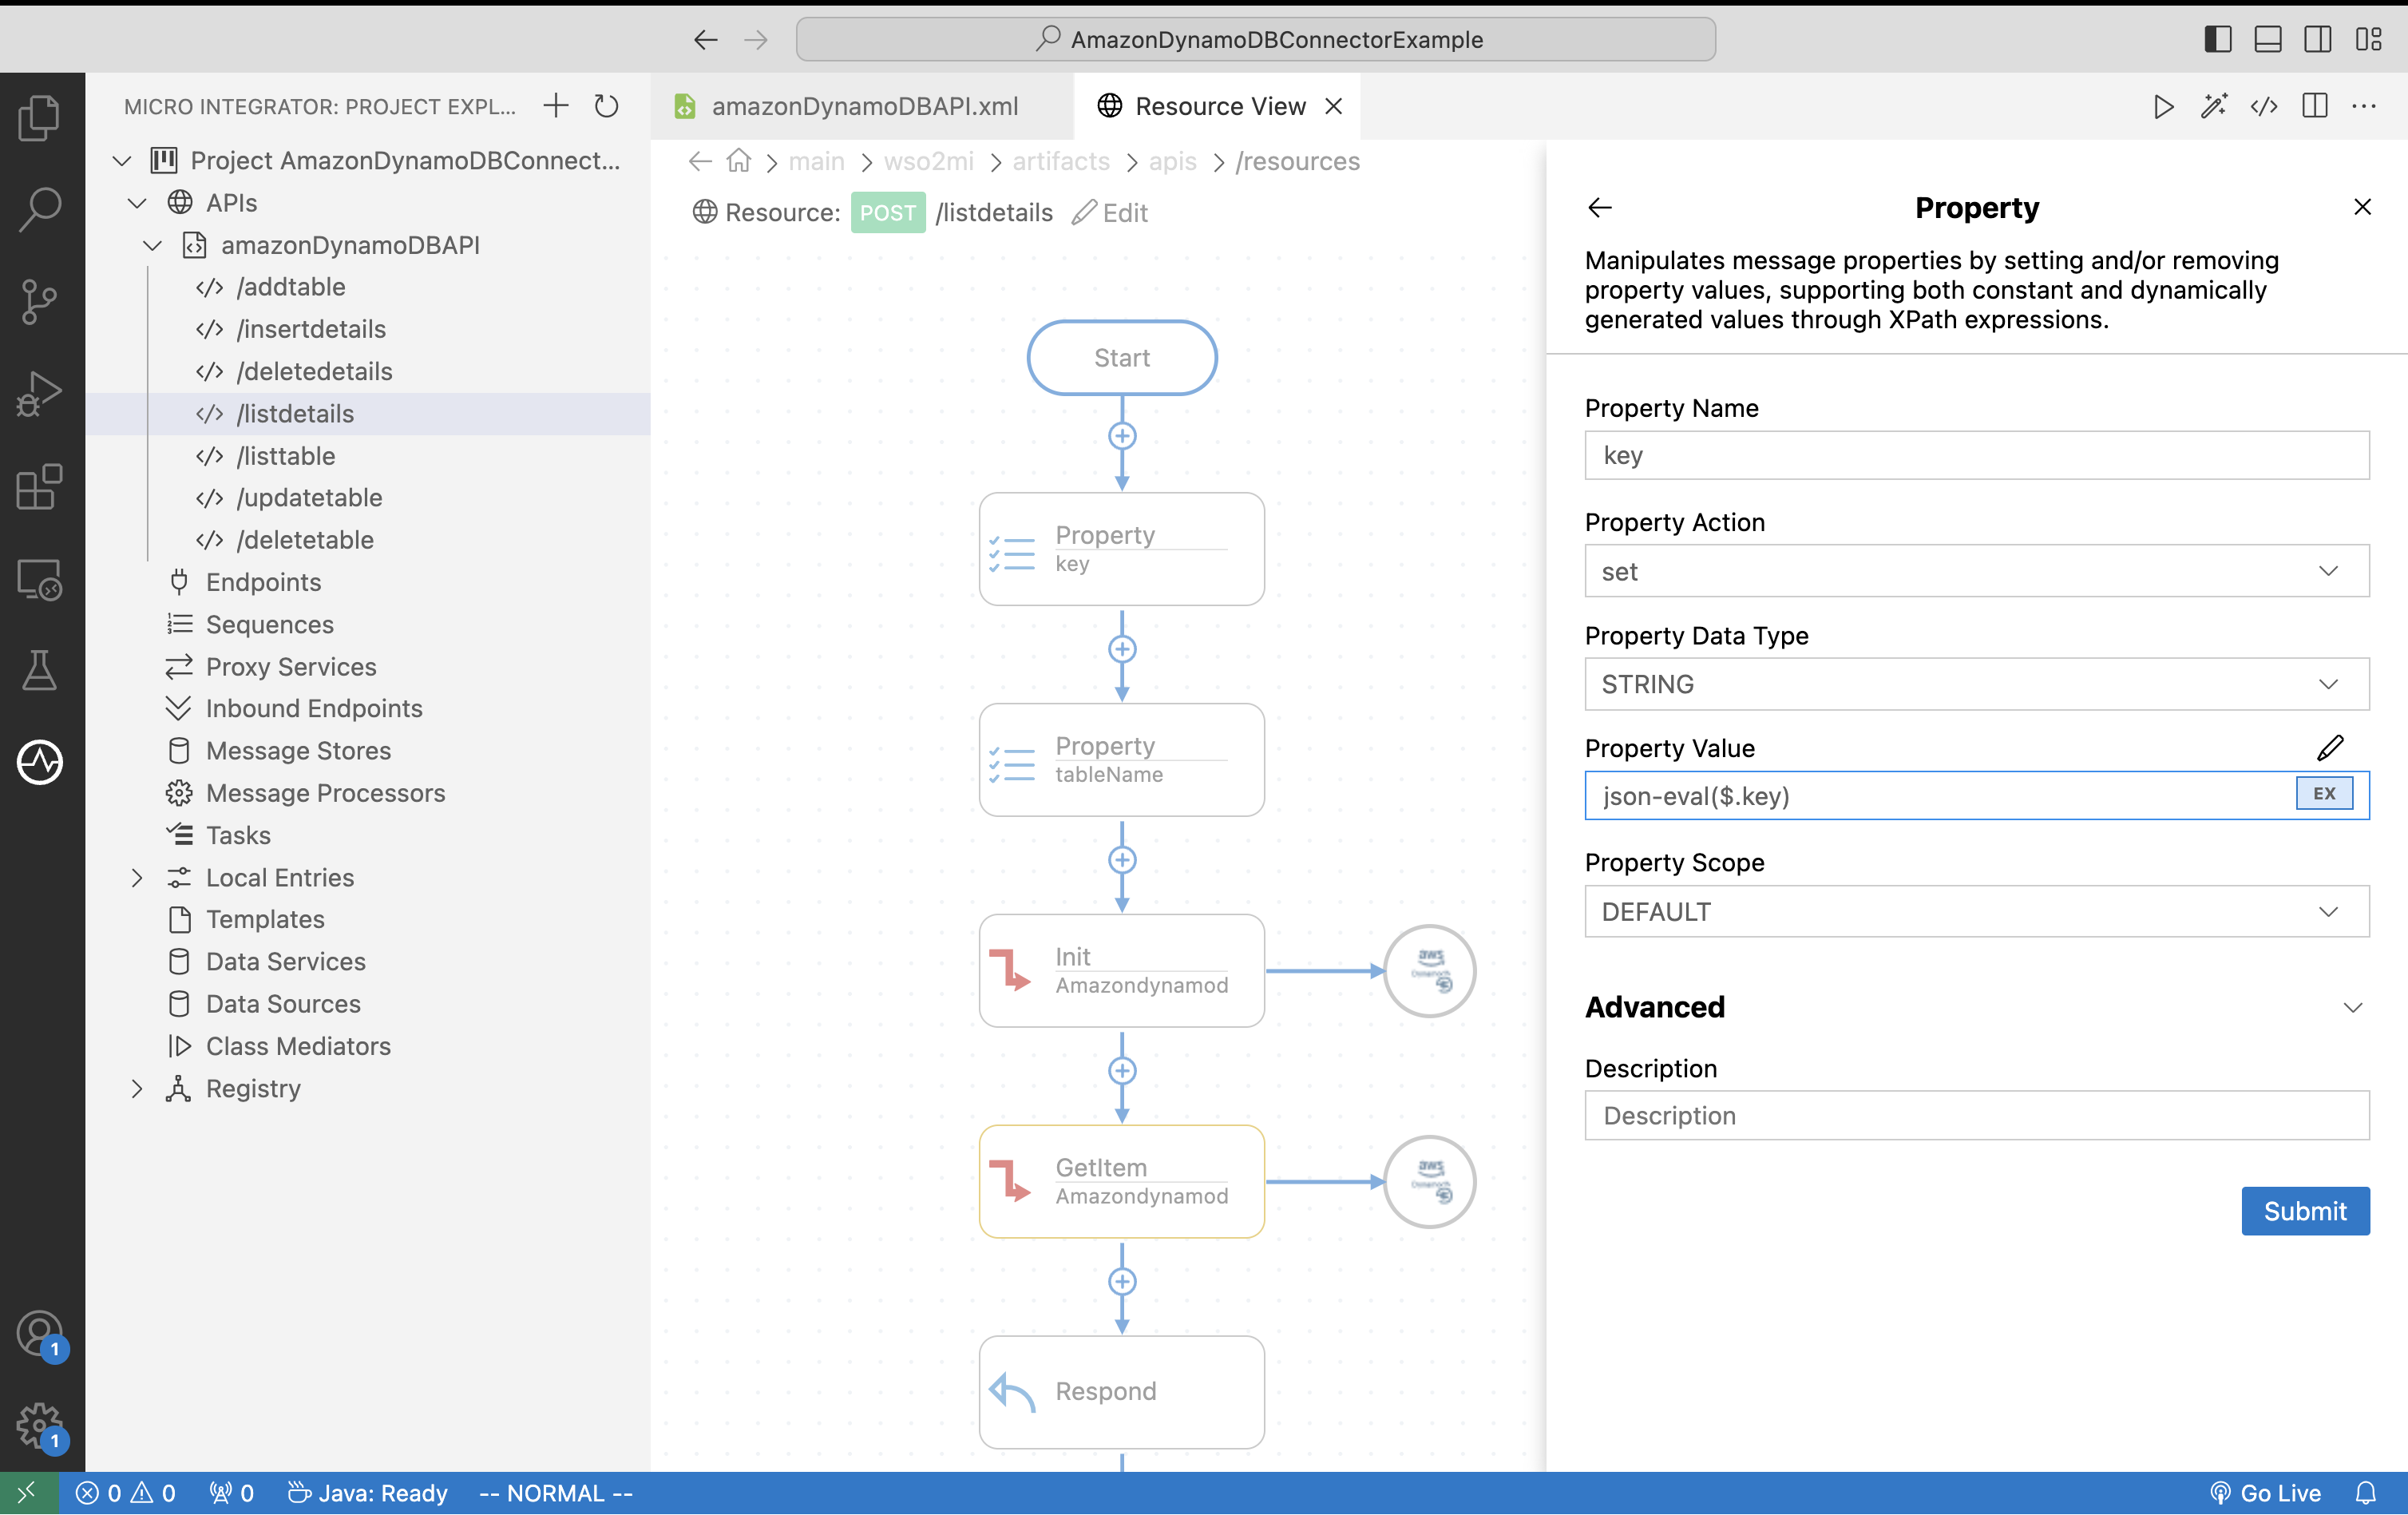 AmazonDynamoDBConnectorExample
MICRO INTEGRATOR: PROJECT EXPL...
Project AmazonDynamoDBConnect...
APIs
amazonDynamoDBAPI
/addtable
/insertdetails
/deletedetails
/listdetails
/listtable
/updatetable
/deletetable
Endpoints
Sequences
Proxy Services
Inbound Endpoints
Message Stores
Message Processors
Tasks
Local Entries
Templates
Data Services
Data Sources
Class Mediators
Registry
1
1
amazonDynamoDBAPI.xml
Resource View
main > wso2mi > artifacts > apis > /resources
Resource: POST /listdetails Edit
Start
Property
key
Property
tableName
Init
Amazondynamod
aws
GetItem
Amazondynamod
aws
Respond
Property
Manipulates message properties by setting and/or removing
property values, supporting both constant and dynamically
generated values through XPath expressions.
Property Name
key
Property Action
set
Property Data Type
STRING
Property Value
json-eval($.key)
EX
Property Scope
DEFAULT
Advanced
Description
Description
Submit
0 0 0 Java: Ready -- NORMAL -- Go Live